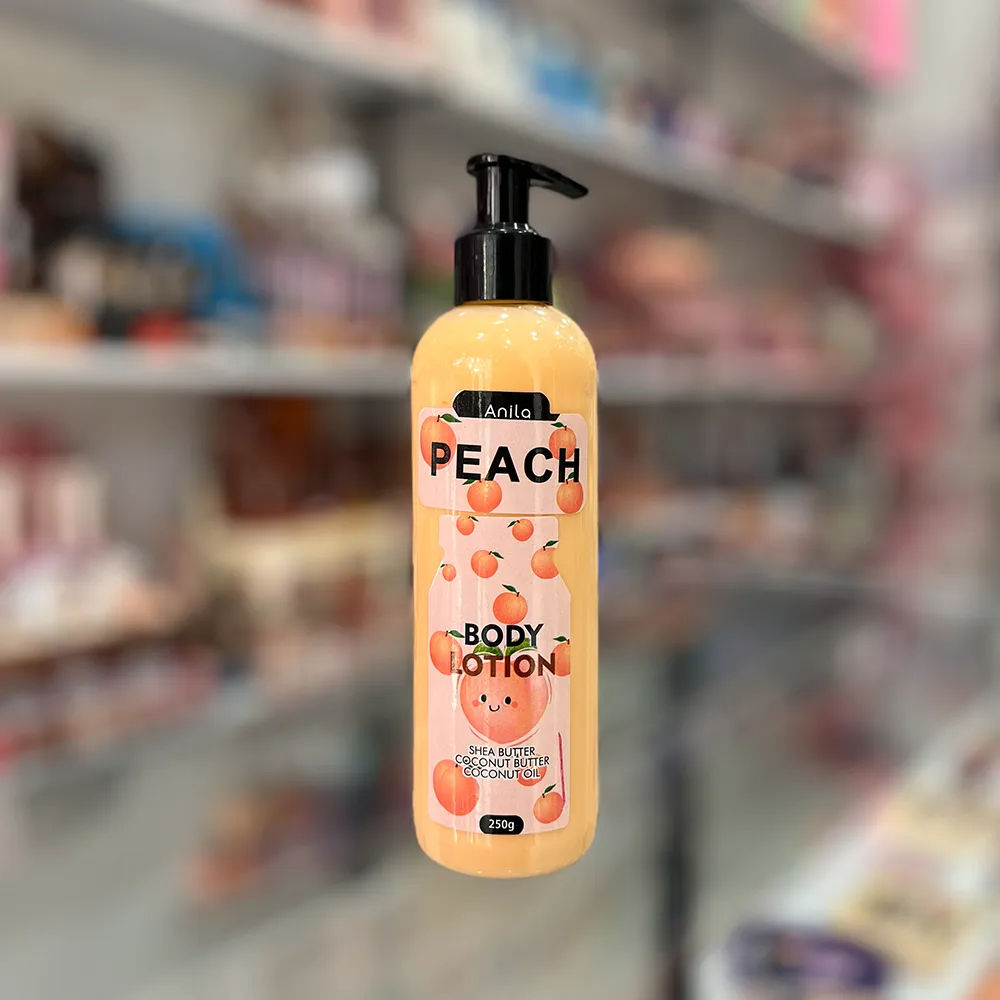 Anila
PEACH
BODY
LOTION
SHEA BUTTER
COCONUT BUTTER
COCONUT OIL
250g